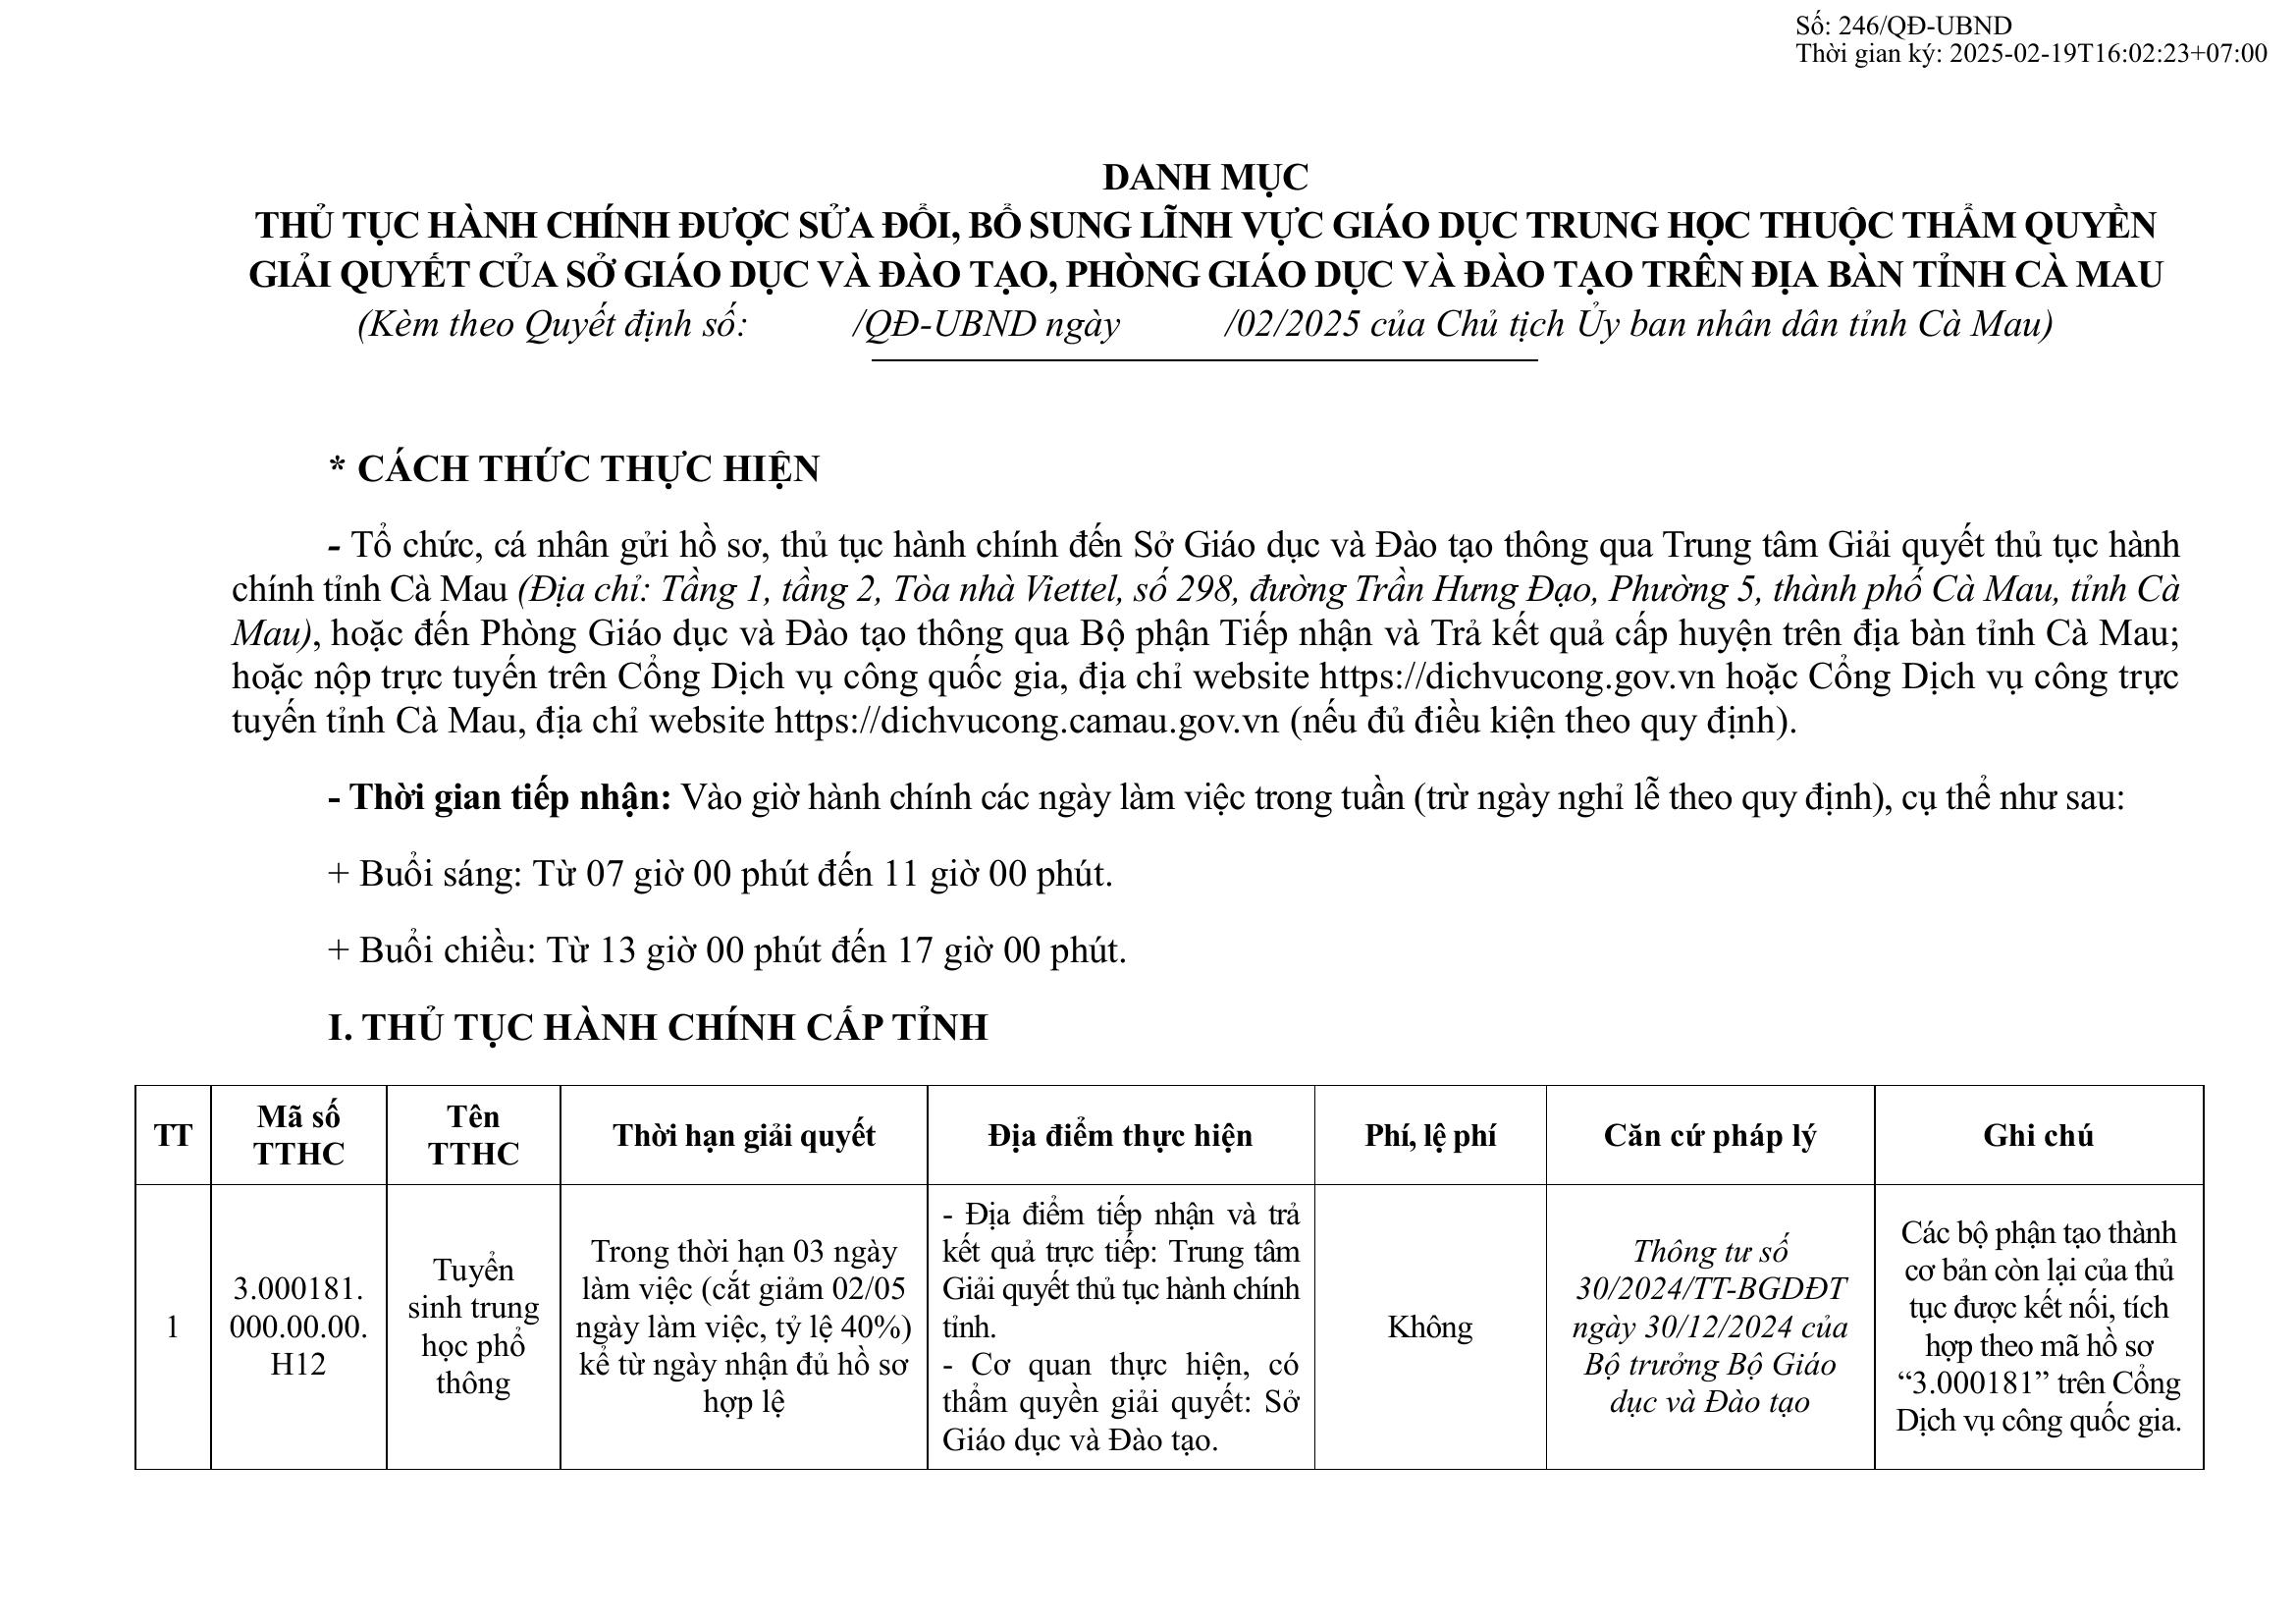 Số: 246/QĐ-UBND
Thời gian ký: 2025-02-19T16:02:23+07:00
DANH MỤC
THỦ TỤC HÀNH CHÍNH ĐƯỢC SỬA ĐỔI, BỔ SUNG LĨNH VỰC GIÁO DỤC TRUNG HỌC THUỘC THẨM QUYỀN
GIẢI QUYẾT CỦA SỞ GIÁO DỤC VÀ ĐÀO TẠO, PHÒNG GIÁO DỤC VÀ ĐÀO TẠO TRÊN ĐỊA BÀN TỈNH CÀ MAU
(Kèm theo Quyết định số: /QĐ-UBND ngày /02/2025 của Chủ tịch Ủy ban nhân dân tỉnh Cà Mau)
* CÁCH THỨC THỰC HIỆN
- Tổ chức, cá nhân gửi hồ sơ, thủ tục hành chính đến Sở Giáo dục và Đào tạo thông qua Trung tâm Giải quyết thủ tục hành
chính tỉnh Cà Mau (Địa chỉ: Tầng 1, tầng 2, Tòa nhà Viettel, số 298, đường Trần Hưng Đạo, Phường 5, thành phố Cà Mau, tỉnh Cà
Mau), hoặc đến Phòng Giáo dục và Đào tạo thông qua Bộ phận Tiếp nhận và Trả kết quả cấp huyện trên địa bàn tỉnh Cà Mau;
hoặc nộp trực tuyến trên Cổng Dịch vụ công quốc gia, địa chỉ website https://dichvucong.gov.vn hoặc Cổng Dịch vụ công trực
tuyến tỉnh Cà Mau, địa chỉ website https://dichvucong.camau.gov.vn (nếu đủ điều kiện theo quy định).
- Thời gian tiếp nhận: Vào giờ hành chính các ngày làm việc trong tuần (trừ ngày nghỉ lễ theo quy định), cụ thể như sau:
+ Buổi sáng: Từ 07 giờ 00 phút đến 11 giờ 00 phút.
+ Buổi chiều: Từ 13 giờ 00 phút đến 17 giờ 00 phút.
I. THỦ TỤC HÀNH CHÍNH CẤP TỈNH
TT
Mã số
TTHC
Tên
TTHC
Thời hạn giải quyết
Địa điểm thực hiện
Phí, lệ phí
Căn cứ pháp lý
Ghi chú
1
3.000181.
000.00.00.
H12
Tuyển
sinh trung
học phổ
thông
Trong thời hạn 03 ngày
làm việc (cắt giảm 02/05
ngày làm việc, tỷ lệ 40%)
kể từ ngày nhận đủ hồ sơ
hợp lệ
- Địa điểm tiếp nhận và trả
kết quả trực tiếp: Trung tâm
Giải quyết thủ tục hành chính
tỉnh.
- Cơ quan thực hiện, có
thẩm quyền giải quyết: Sở
Giáo dục và Đào tạo.
Không
Thông tư số
30/2024/TT-BGDĐT
ngày 30/12/2024 của
Bộ trưởng Bộ Giáo
dục và Đào tạo
Các bộ phận tạo thành
cơ bản còn lại của thủ
tục được kết nối, tích
hợp theo mã hồ sơ
“3.000181” trên Cổng
Dịch vụ công quốc gia.